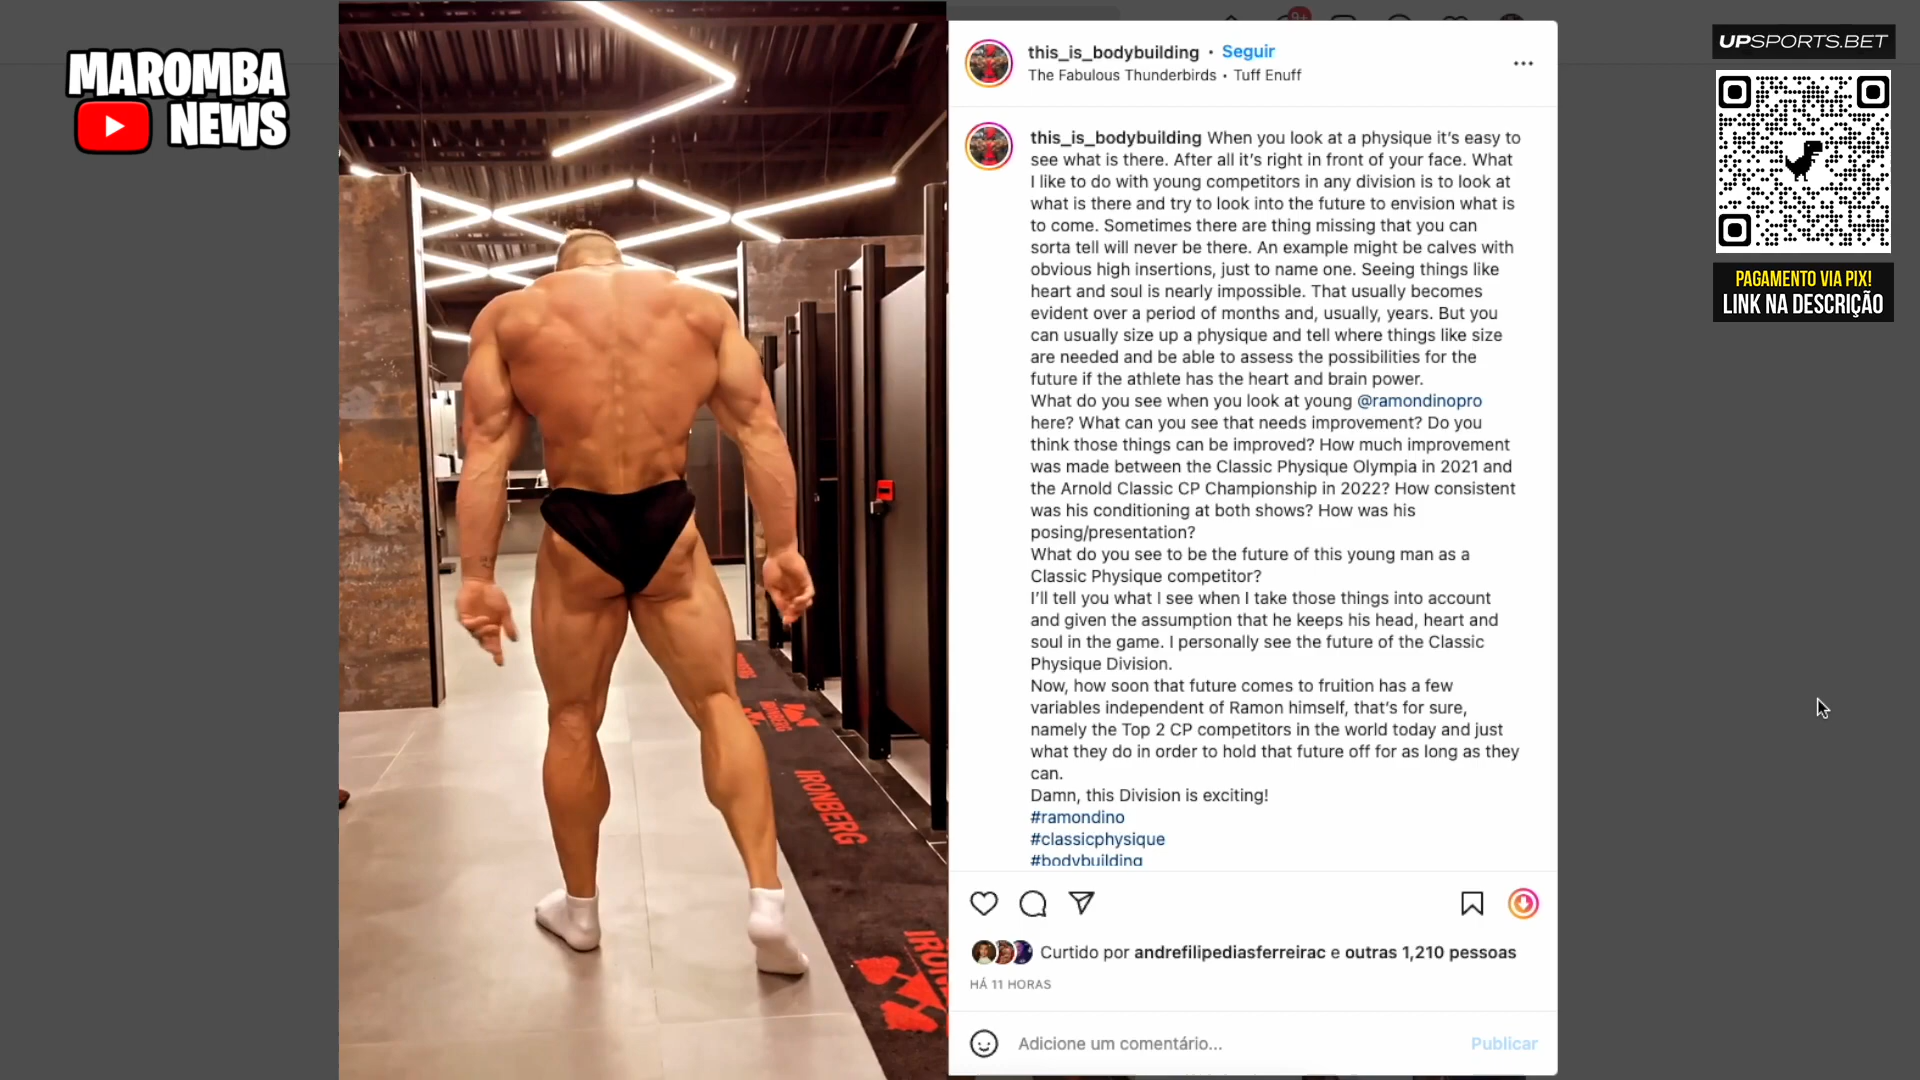 MAROMBA
NEWS
this_is_bodybuilding • Seguir
The Fabulous Thunderbirds • Tuff Enuff
this_is_bodybuilding When you look at a physique it’s easy to
see what is there. After all it’s right in front of your face. What
I like to do with young competitors in any division is to look at
what is there and try to look into the future to envision what is
to come. Sometimes there are thing missing that you can
sorta tell will never be there. An example might be calves with
obvious high insertions, just to name one. Seeing things like
heart and soul is nearly impossible. That usually becomes
evident over a period of months and, usually, years. But you
can usually size up a physique and tell where things like size
are needed and be able to assess the possibilities for the
future if the athlete has the heart and brain power.
What do you see when you look at young @ramondinopro
here? What can you see that needs improvement? Do you
think those things can be improved? How much improvement
was made between the Classic Physique Olympia in 2021 and
the Arnold Classic CP Championship in 2022? How consistent
was his conditioning at both shows? How was his
posing/presentation?
What do you see to be the future of this young man as a
Classic Physique competitor?
I’ll tell you what I see when I take those things into account
and given the assumption that he keeps his head, heart and
soul in the game. I personally see the future of the Classic
Physique Division.
Now, how soon that future comes to fruition has a few
variables independent of Ramon himself, that’s for sure,
namely the Top 2 CP competitors in the world today and just
what they do in order to hold that future off for as long as they
can.
Damn, this Division is exciting!
#ramondino
#classicphysique
#bodybuilding
Curtido por andrefilipediasferreirac e outras 1,210 pessoas
HÁ 11 HORAS
Adicione um comentário... Publicar
UPSPORTS.BET
PAGAMENTO VIA PIX!
LINK NA DESCRIÇÃO
IRONBERG
IRONBERG